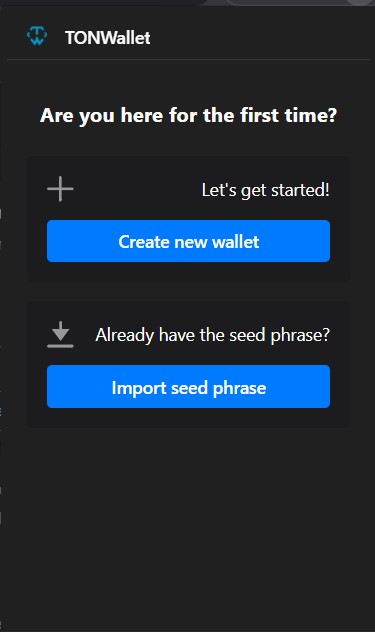 TONWallet
Are you here for the first time?
Let's get started!
Create new wallet
Already have the seed phrase?
Import seed phrase